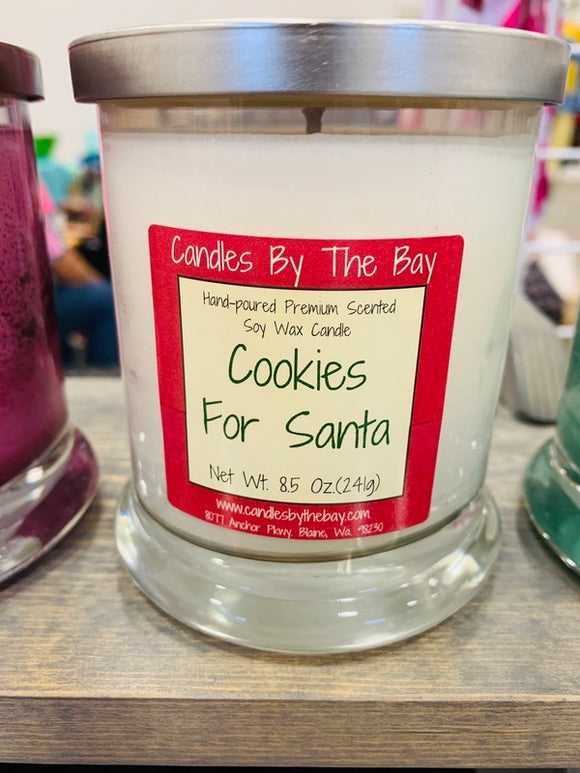 Candles By The Bay
Hand-poured Premium Scented
Soy Wax Candle
Cookies
For Santa
Net Wt. 8.5 Oz.(241g)
www.candlesbythebay.com
8077 Anchor Pkwy. Blaine, Wa. 98230